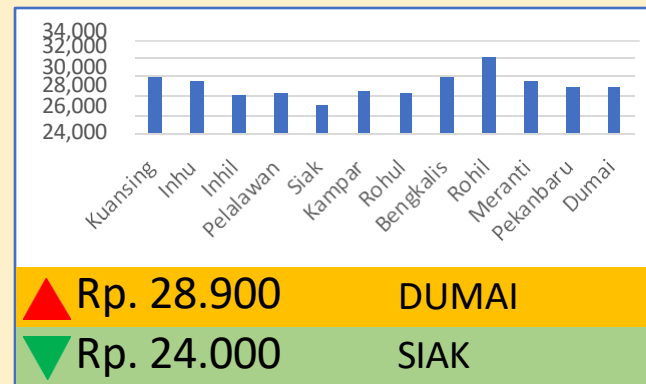 34,000
32,000
30,000
28,000
26,000
24,000
Kuansing
Inhu
Inhil
Pelalawan
Siak
Kampar
Rohul
Bengkalis
Rohil
Meranti
Pekanbaru
Dumai
Rp. 28.900 DUMAI
Rp. 24.000 SIAK